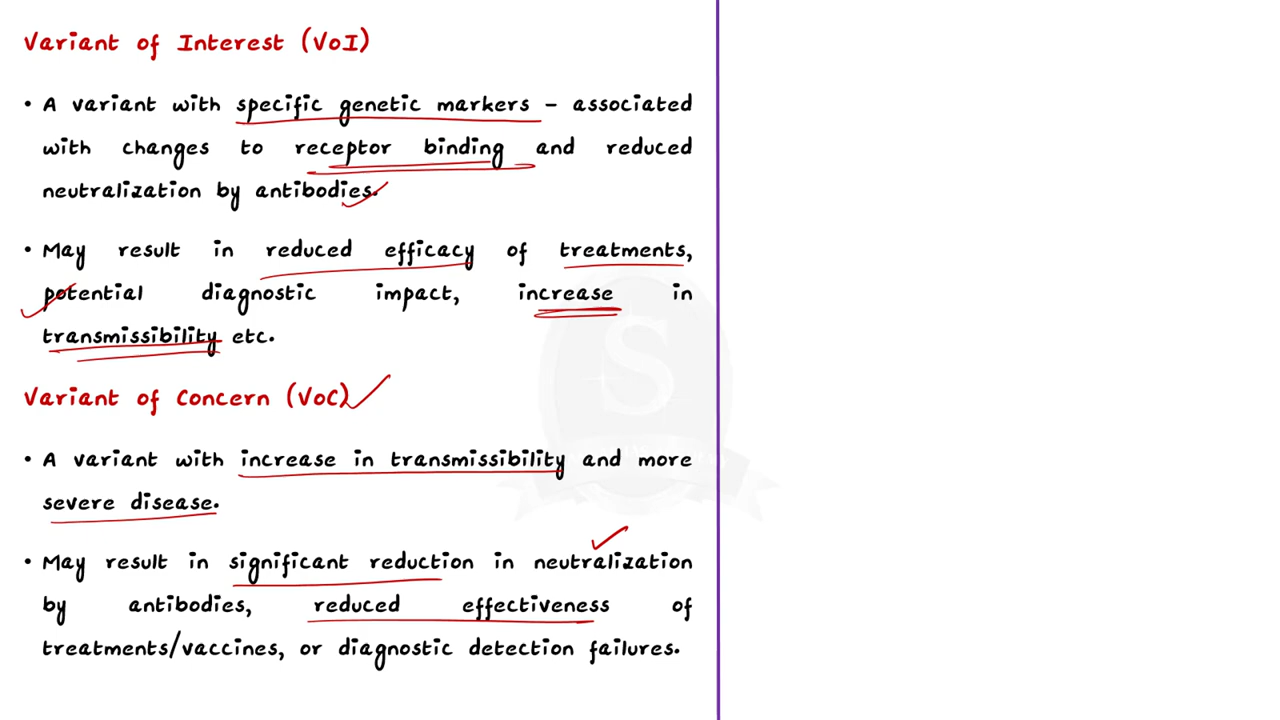 Variant of Interest (VoI)
• A variant with specific genetic markers – associated
with changes to receptor binding and reduced
neutralization by antibodies.
• May result in reduced efficacy of treatments,
potential diagnostic impact, increase in
transmissibility etc.
Variant of Concern (VoC)
• A variant with increase in transmissibility and more
severe disease.
• May result in significant reduction in neutralization
by antibodies, reduced effectiveness of
treatments/vaccines, or diagnostic detection failures.